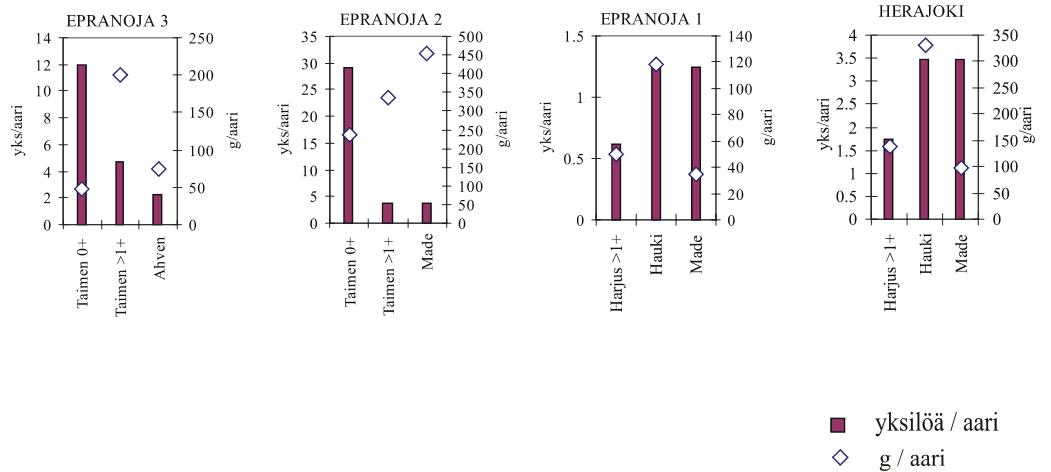 EPRANOJA 3
14
12
10
8
6
4
2
0
yks/aari
250
200
150
100
50
0
g/aari
Taimen 0+
Taimen >1+
Ahven
EPRANOJA 2
35
30
25
20
15
10
5
0
yks/aari
500
450
400
350
300
250
200
150
100
50
0
g/aari
Taimen 0+
Taimen >1+
Made
EPRANOJA 1
1.5
1
0.5
0
yks/aari
140
120
100
80
60
40
20
0
g/aari
Harjus >1+
Hauki
Made
HERAJOKI
4
3.5
3
2.5
2
1.5
1
0.5
0
yks/aari
350
300
250
200
150
100
50
0
g/aari
Harjus >1+
Hauki
Made
yksilöä / aari
g / aari